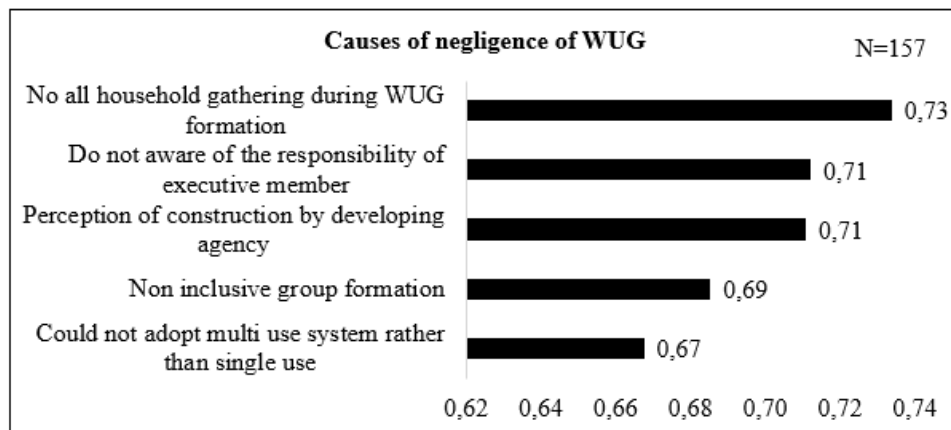 Causes of negligence of WUG
N=157
No all household gathering during WUG
formation
0,73
Do not aware of the responsibility of
executive member
0,71
Perception of construction by developing
agency
0,71
Non inclusive group formation
0,69
Could not adopt multi use system rather
than single use
0,67
0,62 0,64 0,66 0,68 0,70 0,72 0,74